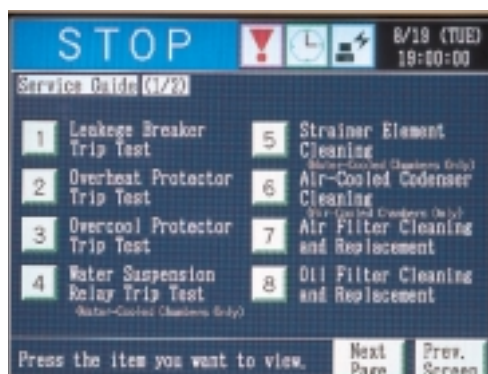 STOP
8/19 (TUE)
19:00:00
Service Guide (1/2)
1 Leakege Breaker
Trip Test
2 Overheat Protector
Trip Test
3 Overcool Protector
Trip Test
4 Water Suspension
Relay Trip Test
(Water-Cooled Chambers Only)
5 Strainer Element
Cleaning
(Water-Cooled Chambers Only)
6 Air-Cooled Codenser
Cleaning
(Air-Cooled Chambers Only)
7 Air Filter Cleaning
and Replacement
8 Oil Filter Cleaning
and Replacement
Press the item you want to view.
Next
Page
Prev.
Screen